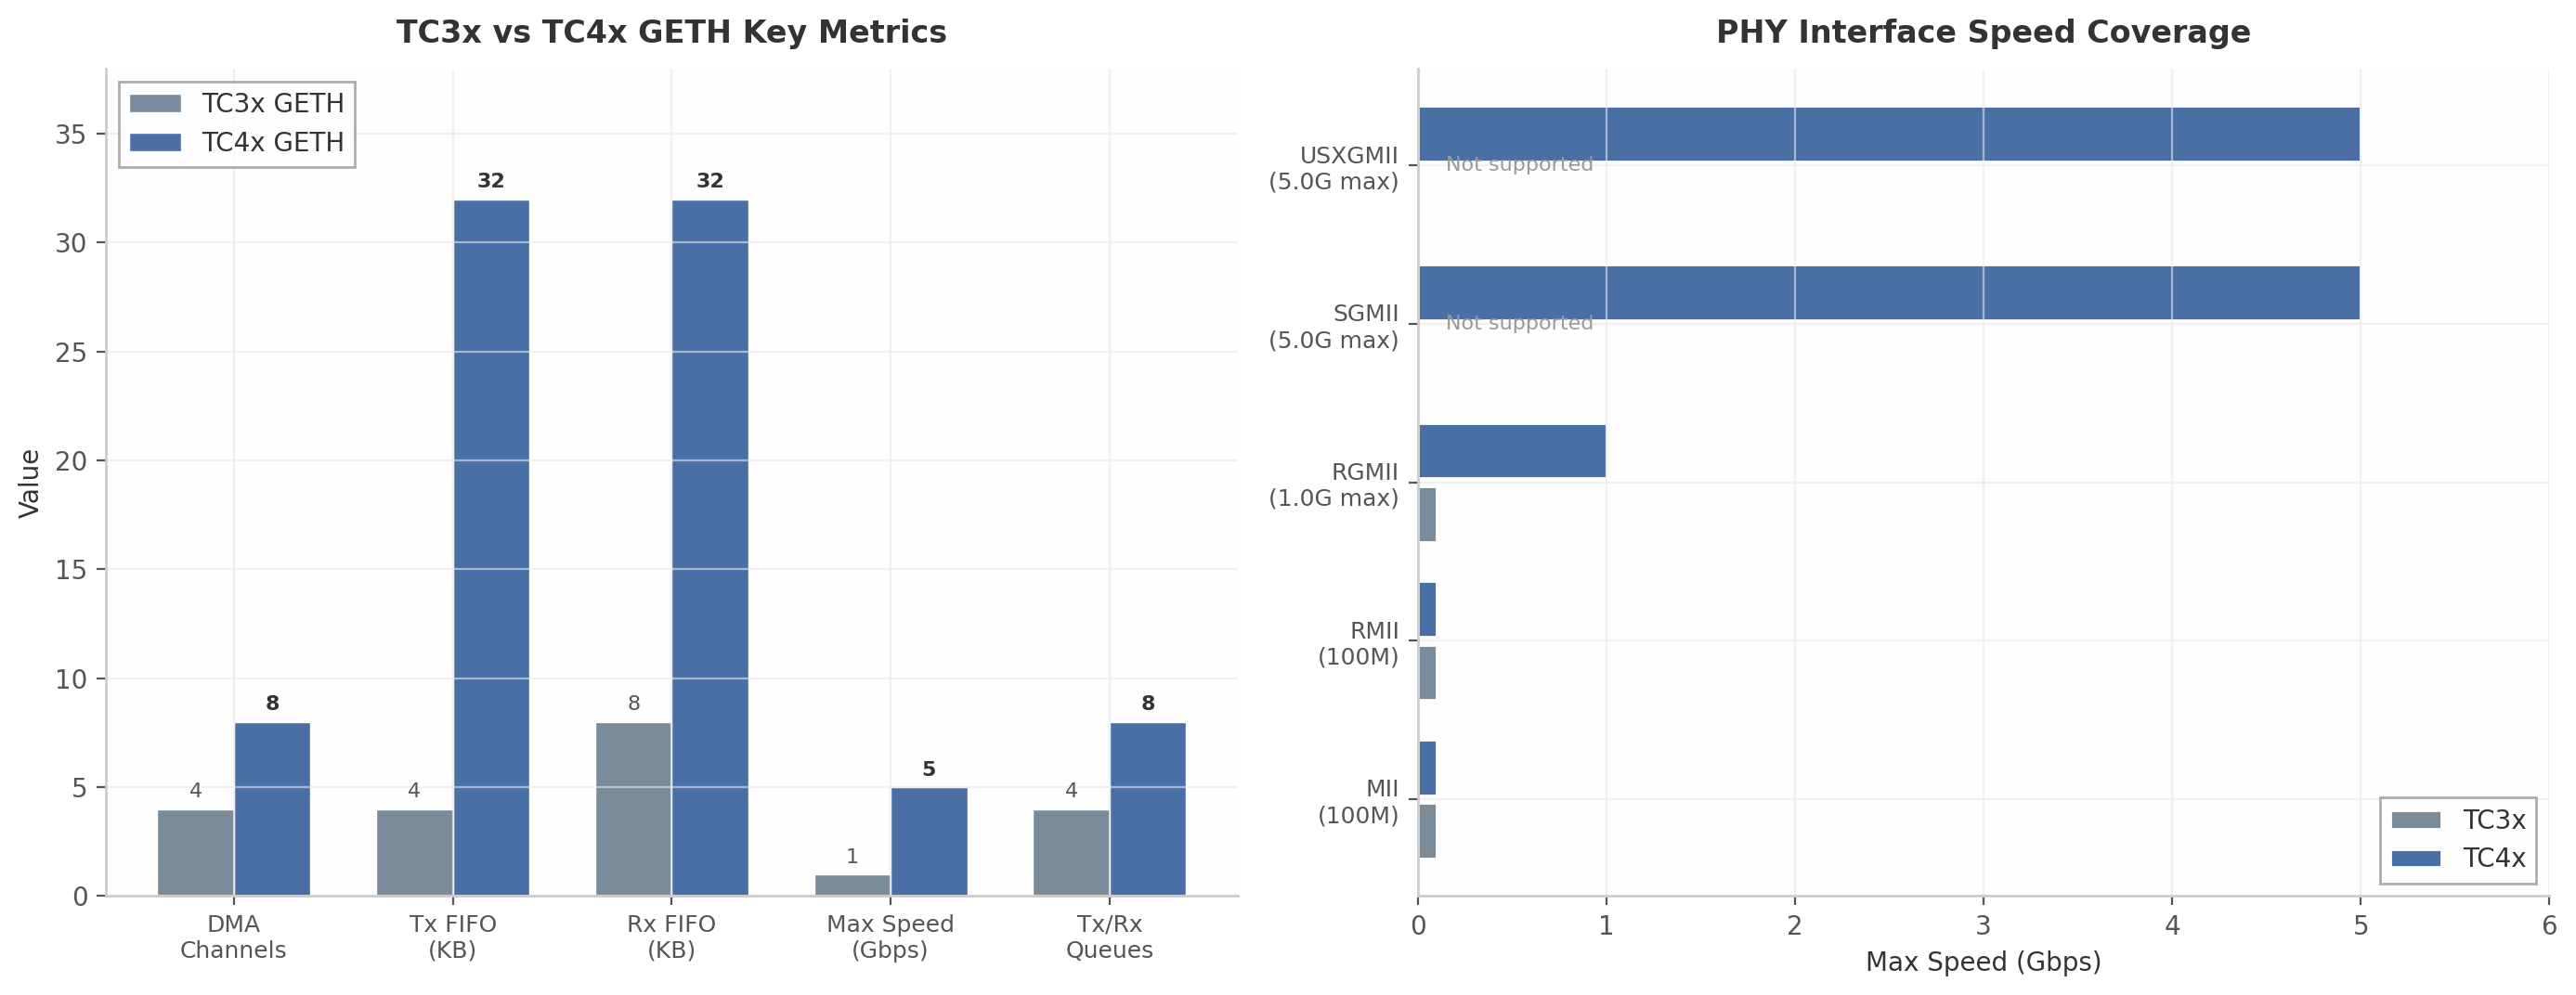 TC3x vs TC4x GETH Key Metrics
TC3x GETH
TC4x GETH
Value
35
30
25
20
15
10
5
0
4
8
4
32
8
32
1
5
4
8
DMA
Channels
Tx FIFO
(KB)
Rx FIFO
(KB)
Max Speed
(Gbps)
Tx/Rx
Queues
PHY Interface Speed Coverage
USXGMII
(5.0G max)
Not supported
SGMII
(5.0G max)
Not supported
RGMII
(1.0G max)
RMII
(100M)
MII
(100M)
TC3x
TC4x
0
1
2
3
4
5
6
Max Speed (Gbps)